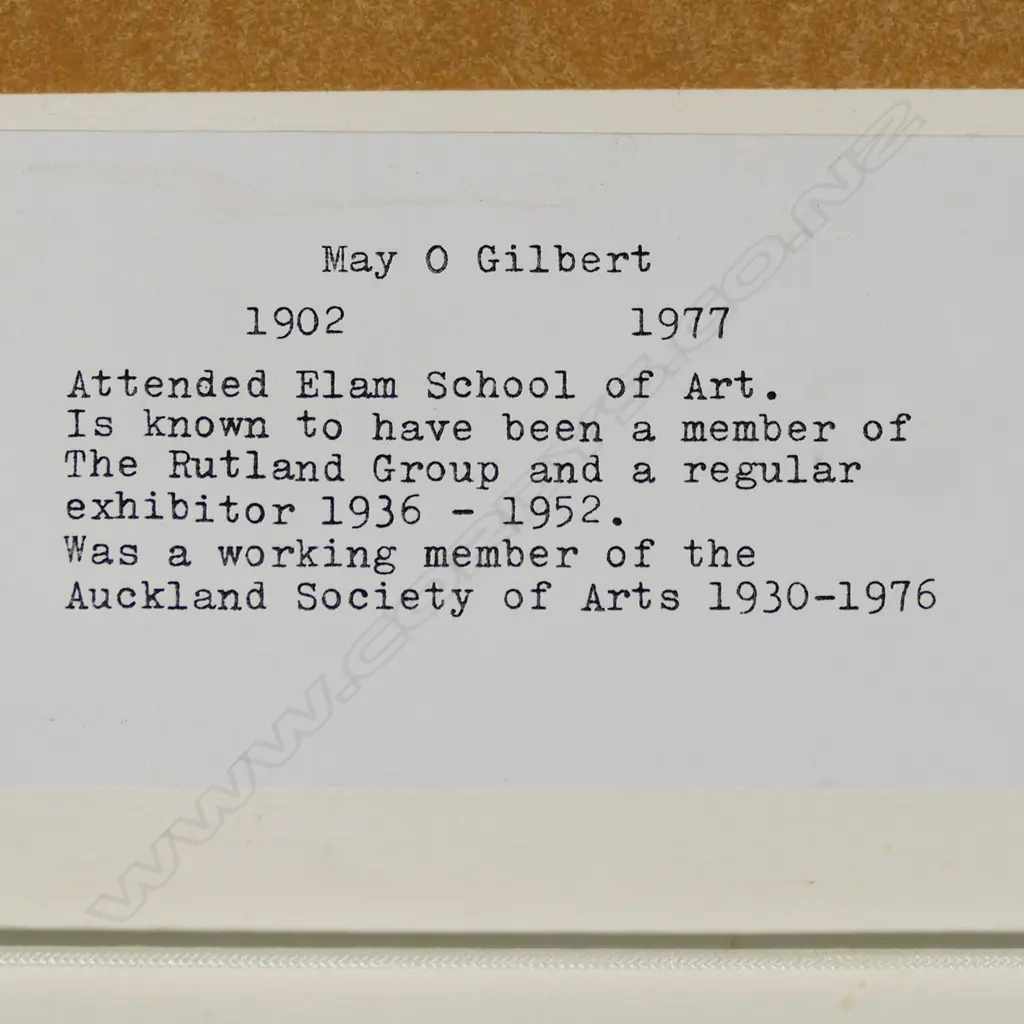 May O Gilbert
1902 1977
Attended Elam School of Art.
Is known to have been a member of
The Rutland Group and a regular
exhibitor 1936 - 1952.
Was a working member of the
Auckland Society of Arts 1930-1976